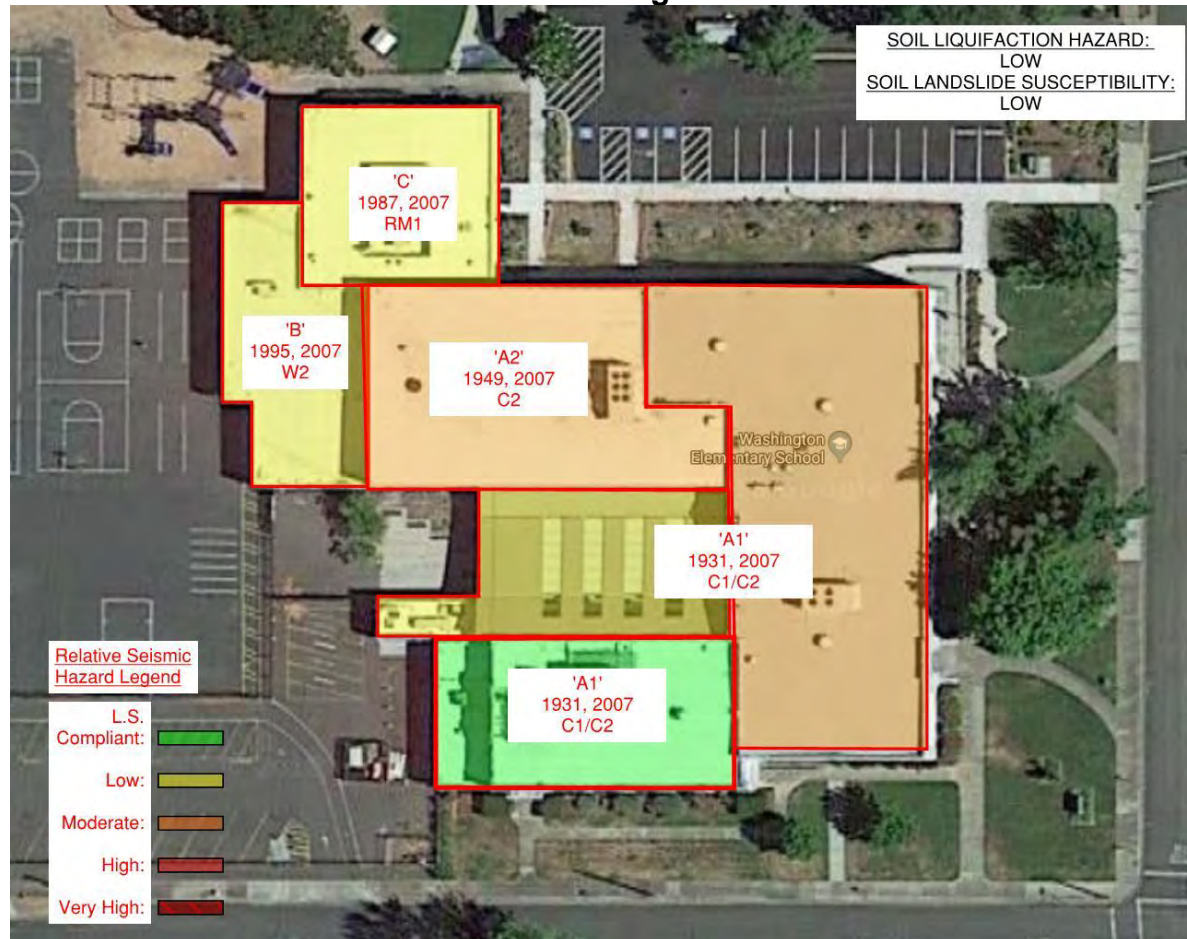 SOIL LIQUIFACTION HAZARD:
LOW
SOIL LANDSLIDE SUSCEPTIBILITY:
LOW
'C'
1987, 2007
RM1
'B'
1995, 2007
W2
'A2'
1949, 2007
C2
Washington
Elementary School
'A1'
1931, 2007
C1/C2
'A1'
1931, 2007
C1/C2
Relative Seismic
Hazard Legend
L.S.
Compliant:
Low:
Moderate:
High:
Very High: